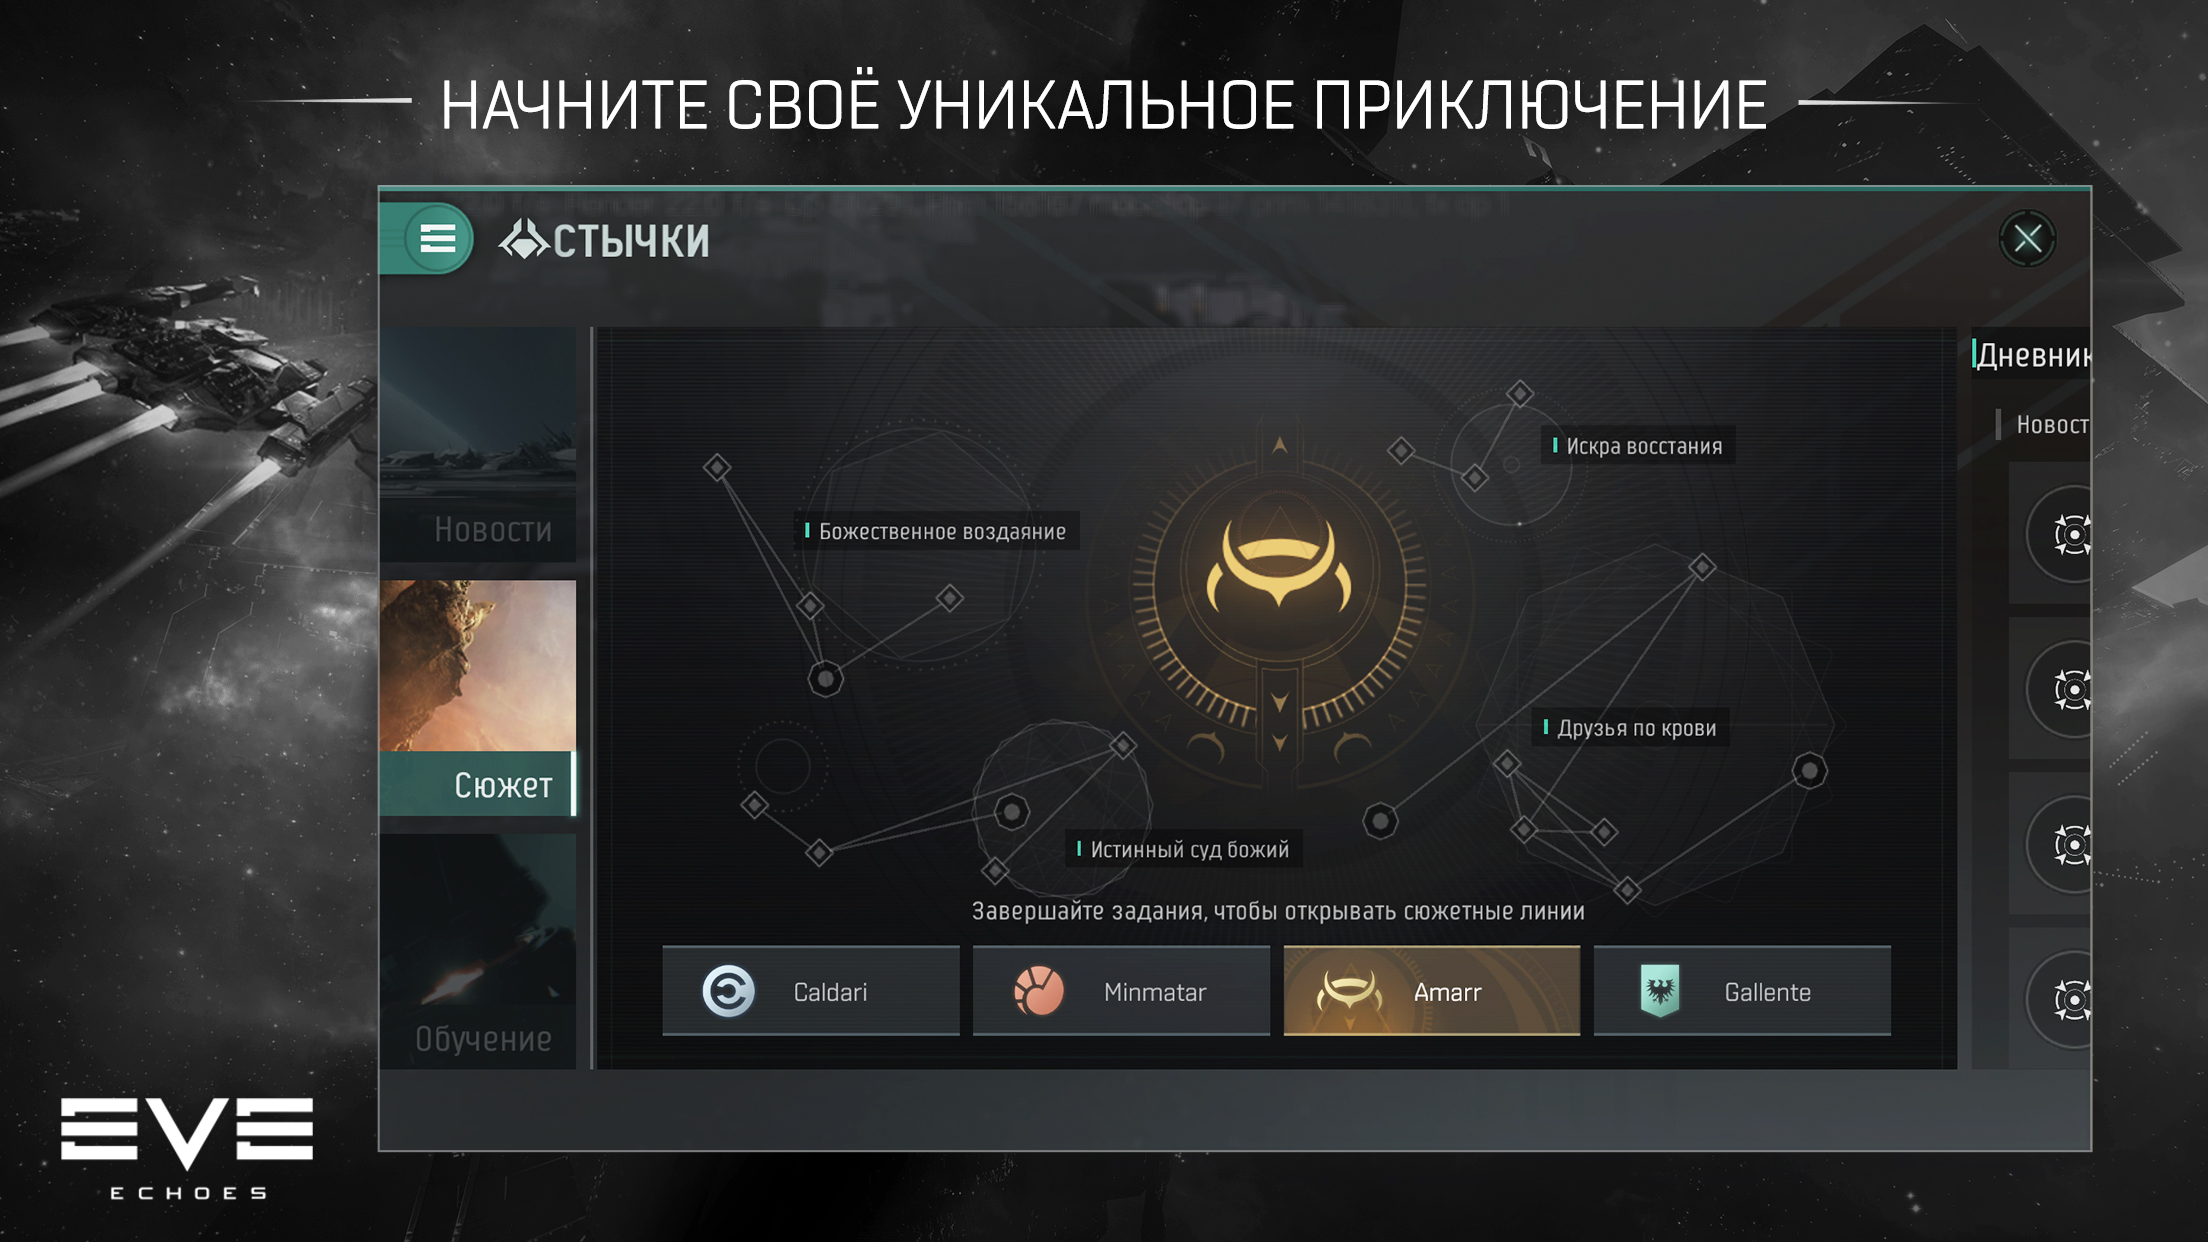 НАЧНИТЕ СВОЁ УНИКАЛЬНОЕ ПРИКЛЮЧЕНИЕ
СТЫЧКИ
Дневник
Новост
Новости
Сюжет
Обучение
Искра восстания
Божественное воздаяние
Друзья по крови
Истинный суд божий
Завершайте задания, чтобы открывать сюжетные линии
Caldari
Minmatar
Amarr
Gallente
EVE
ECHOES